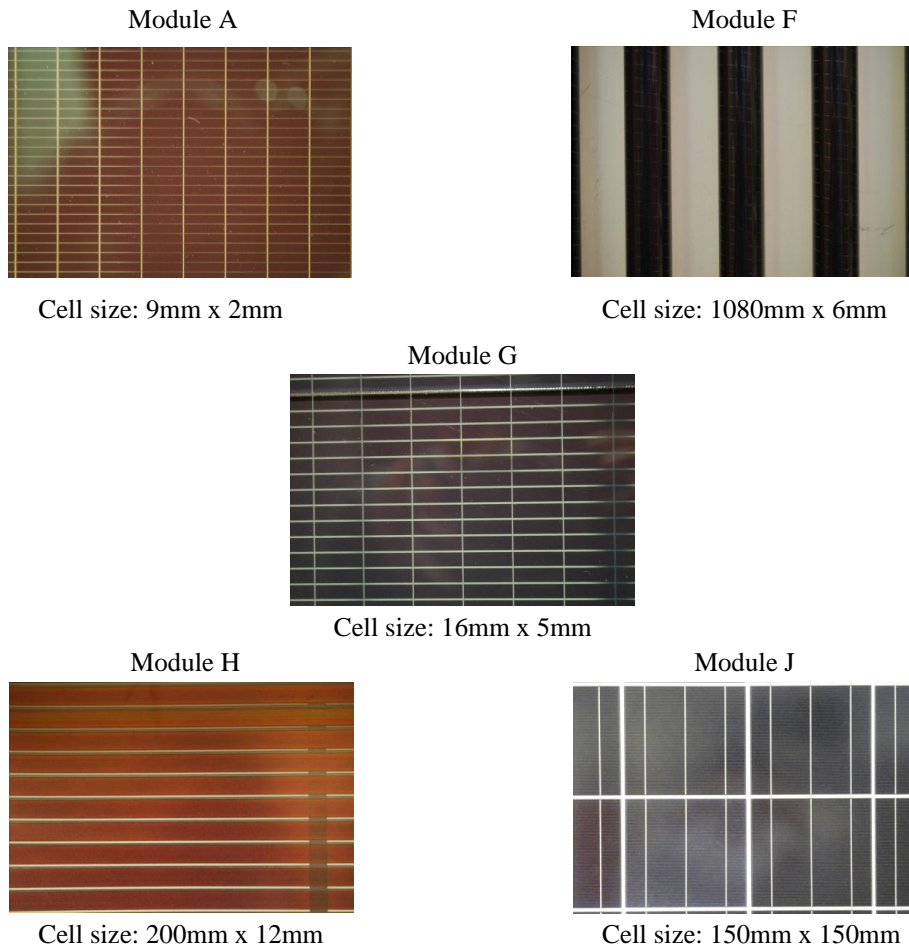 Module A
Module F
Cell size: 9mm x 2mm
Cell size: 1080mm x 6mm
Module G
Cell size: 16mm x 5mm
Module H
Module J
Cell size: 200mm x 12mm
Cell size: 150mm x 150mm